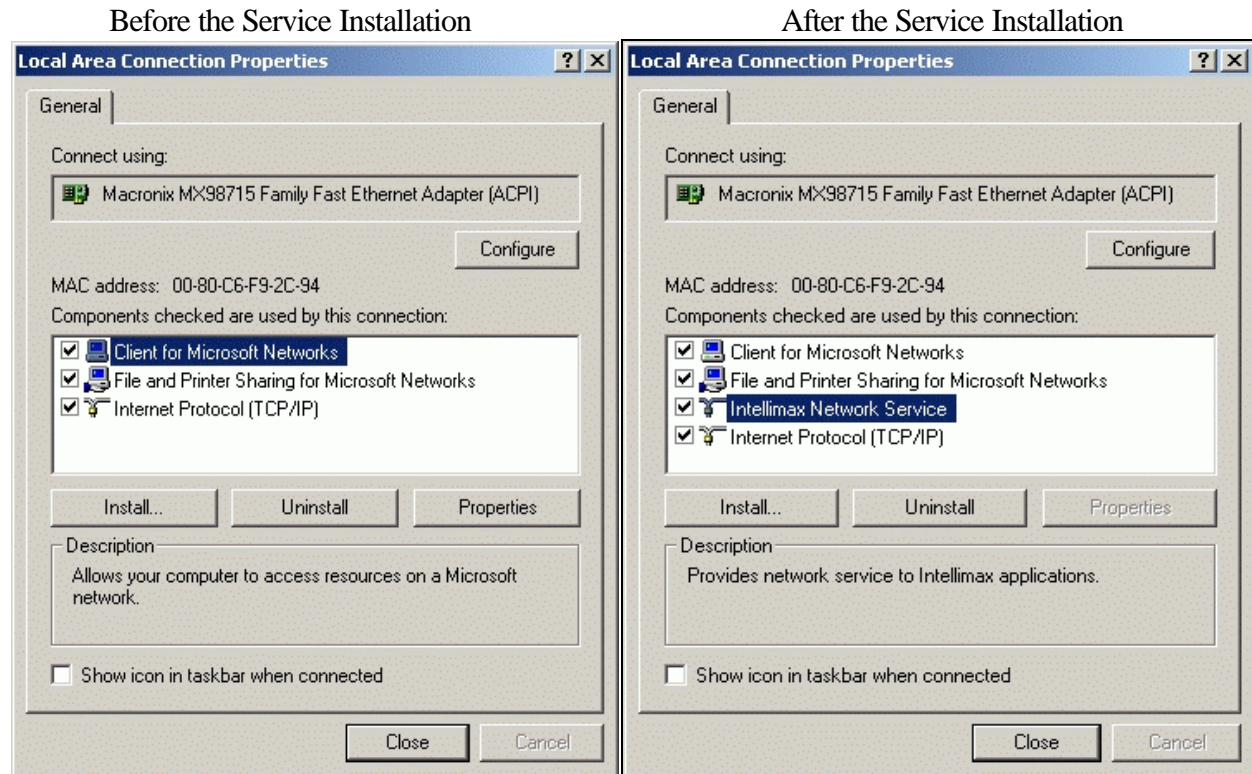 Before the Service Installation
Local Area Connection Properties
General
Connect using:
Macronix MX98715 Family Fast Ethernet Adapter (ACPI)
Configure
MAC address: 00-80-C6-F9-2C-94
Components checked are used by this connection:
Client for Microsoft Networks
File and Printer Sharing for Microsoft Networks
Internet Protocol (TCP/IP)
Install... Uninstall Properties
Description
Allows your computer to access resources on a Microsoft
network.
Show icon in taskbar when connected
Close Cancel
After the Service Installation
Local Area Connection Properties
General
Connect using:
Macronix MX98715 Family Fast Ethernet Adapter (ACPI)
Configure
MAC address: 00-80-C6-F9-2C-94
Components checked are used by this connection:
Client for Microsoft Networks
File and Printer Sharing for Microsoft Networks
Intellimax Network Service
Internet Protocol (TCP/IP)
Install... Uninstall Properties
Description
Provides network service to Intellimax applications.
Show icon in taskbar when connected
Close Cancel